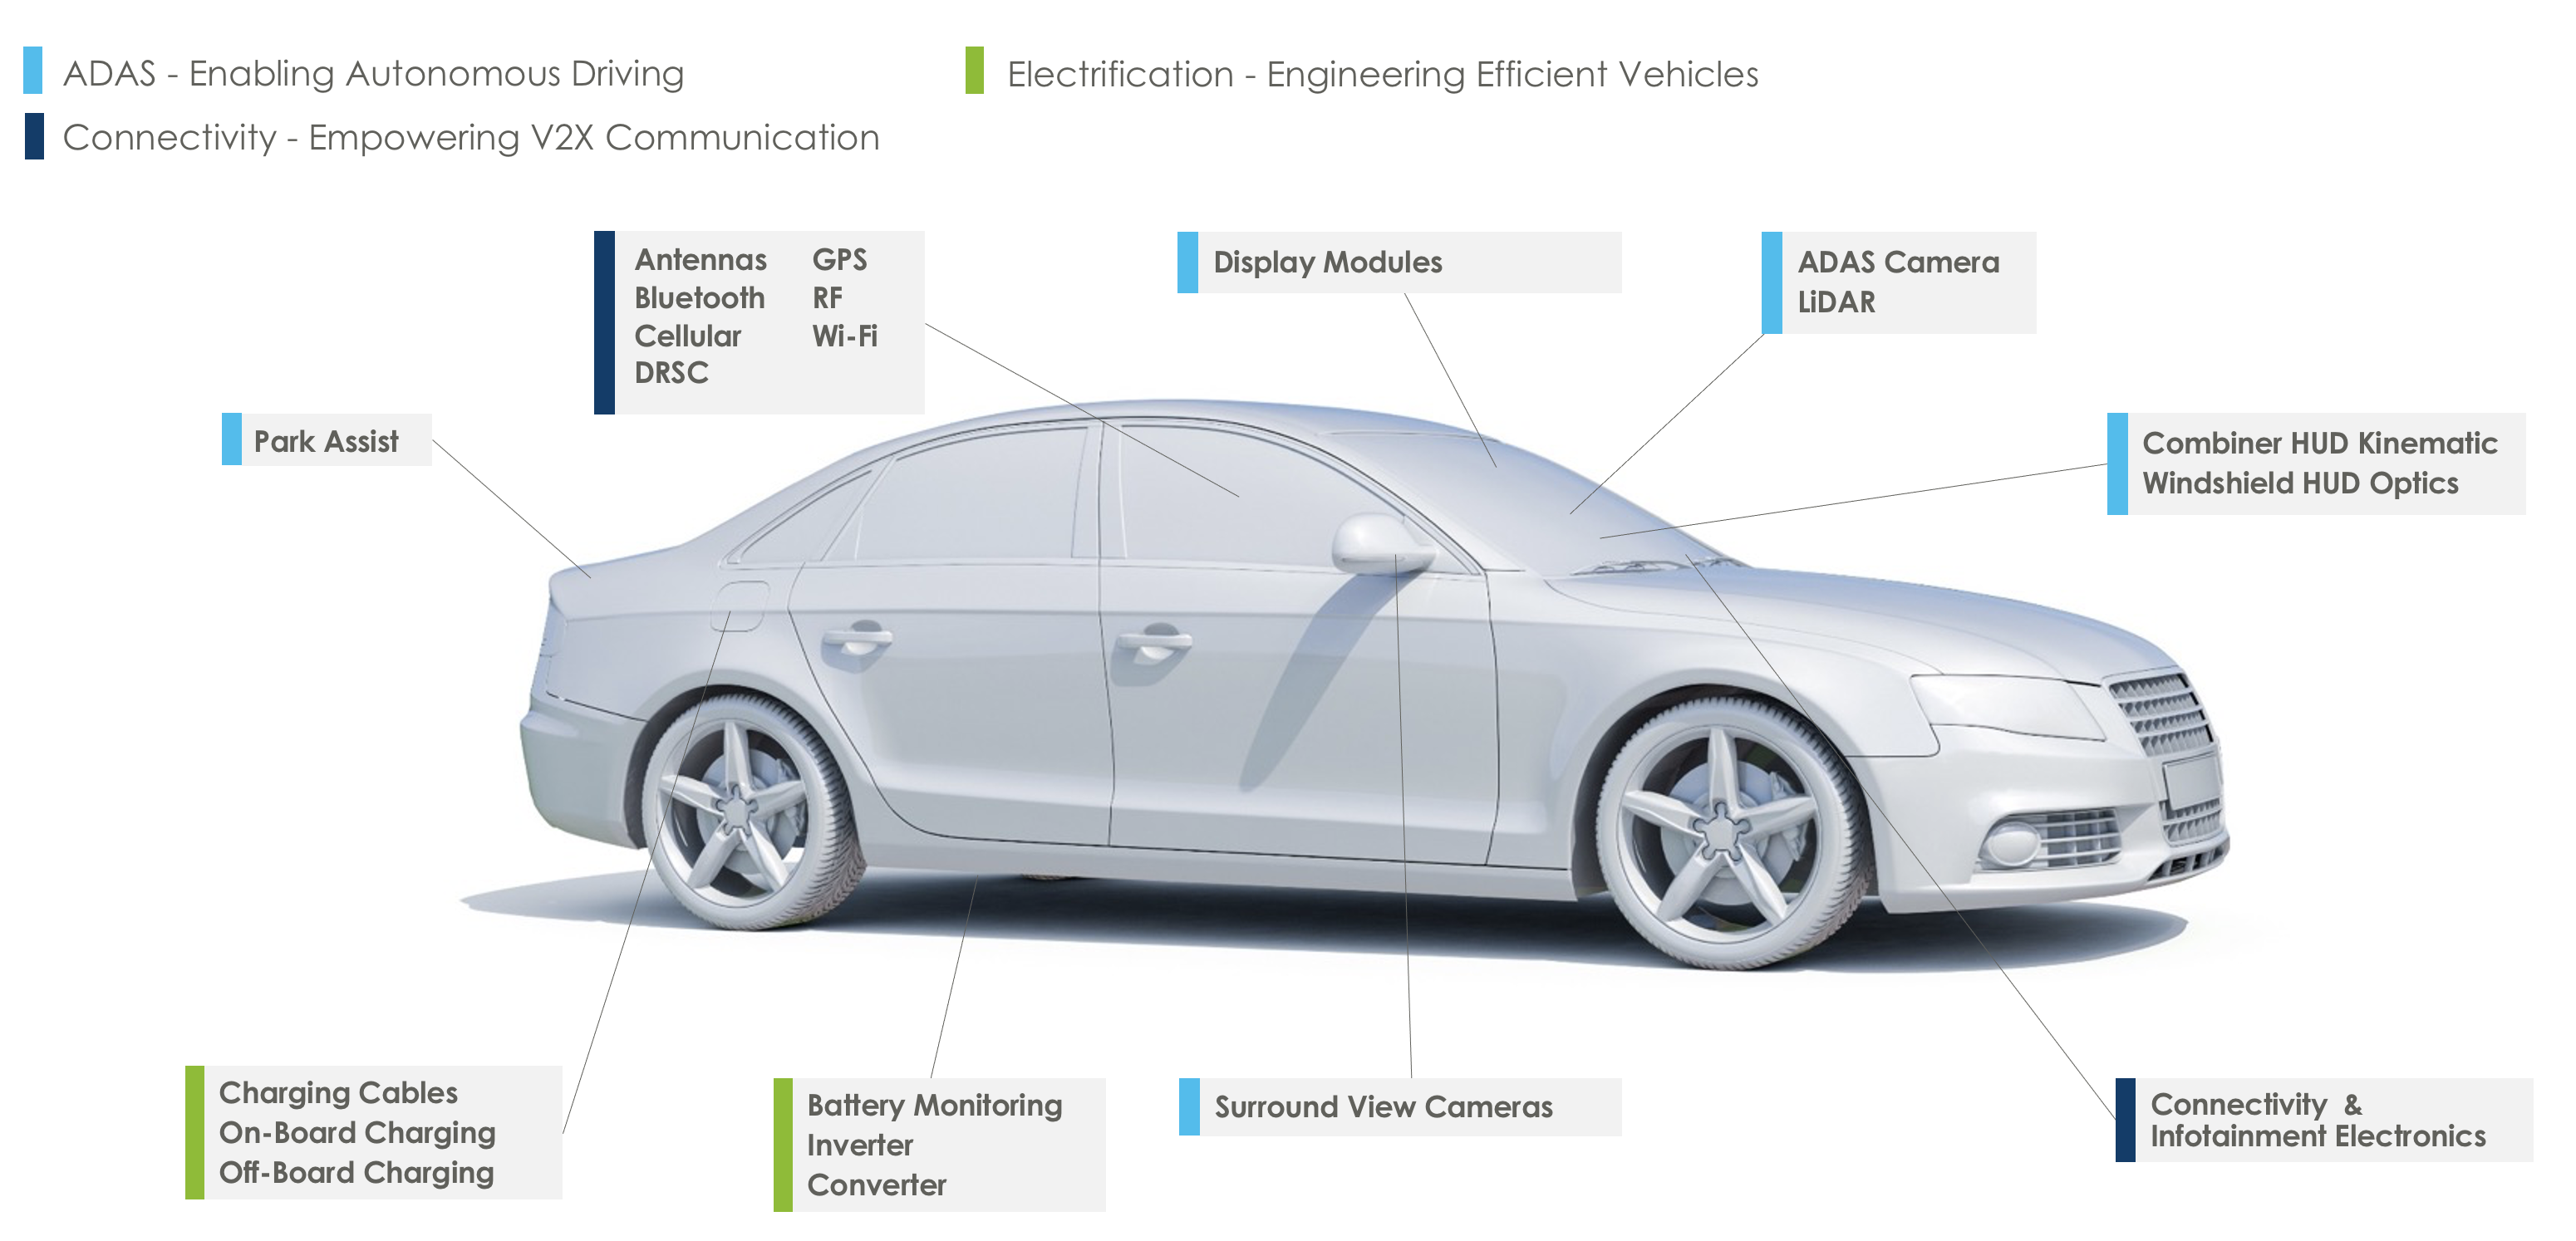 ADAS - Enabling Autonomous Driving
Electrification - Engineering Efficient Vehicles
Connectivity - Empowering V2X Communication
Antennas GPS
Bluetooth RF
Cellular Wi-Fi
DRSC
Display Modules
ADAS Camera
LiDAR
Park Assist
Combiner HUD Kinematic
Windshield HUD Optics
Charging Cables
On-Board Charging
Off-Board Charging
Battery Monitoring
Inverter
Converter
Surround View Cameras
Connectivity &
Infotainment Electronics